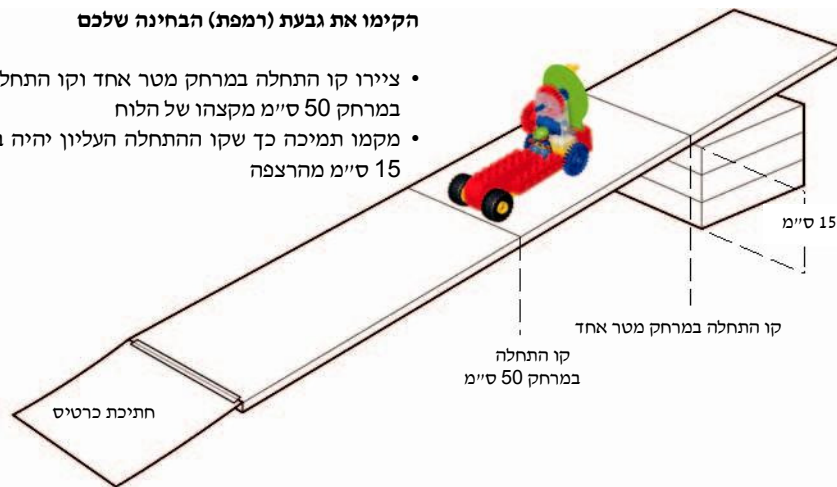 הקימו את גבעת (רמפת) הבחינה שלכם
• ציירו קו התחלה במרחק מטר אחד וקו
במרחק 50 ס״מ מקצהו של הלוח
• מקמו תמיכה כך שקו ההתחלה העליון יהיה
15 ס״מ מהרצפה
15 ס״מ
קו התחלה במרחק מטר אחד
קו התחלה
במרחק 50 ס״מ
חתיכת כרטיס